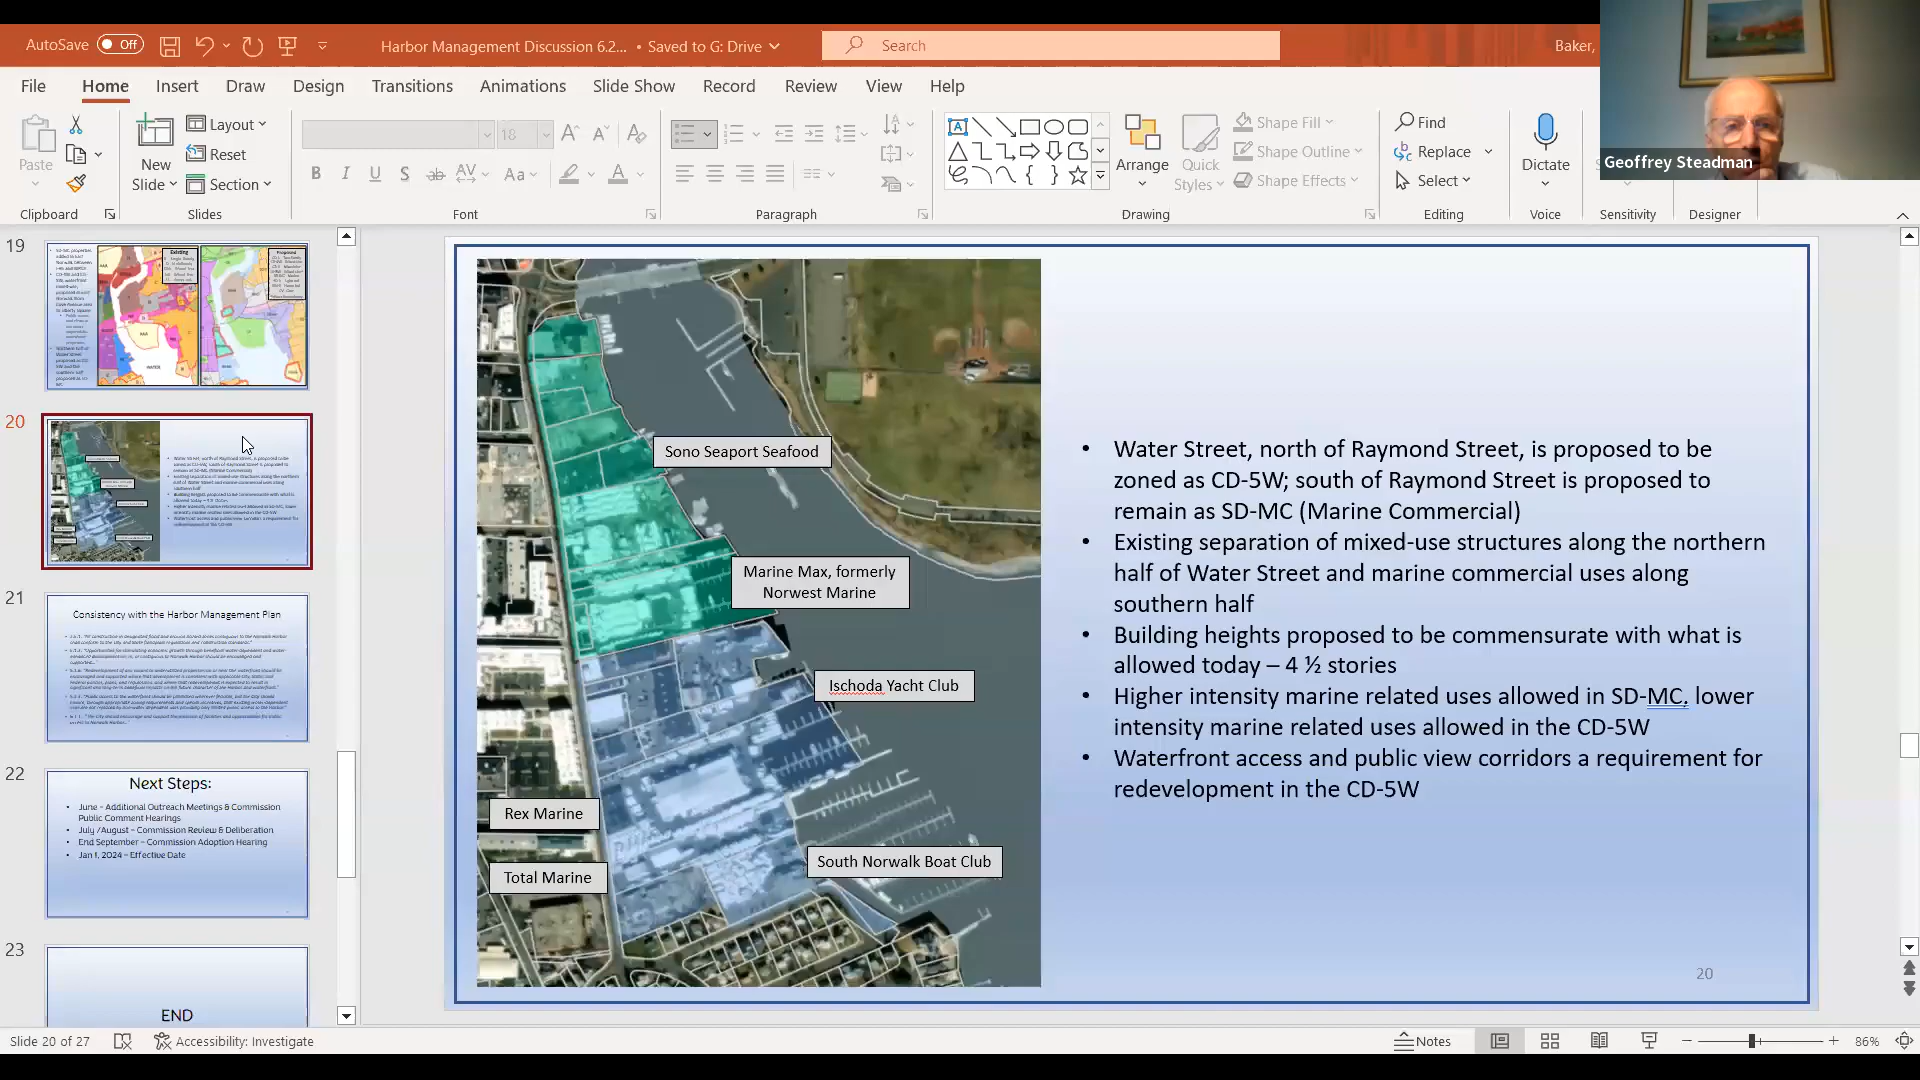 AutoSave Off
Harbor Management Discussion 6.2... • Saved to G: Drive
Search
Baker,
File Home Insert Draw Design Transitions Animations Slide Show Record Review View Help
Paste
New Slide
Layout
Reset
Section
18
Shape Fill
Shape Outline
Shape Effects
Arrange
Quick Styles
Find
Replace
Select
Dictate
Clipboard Slides Font Paragraph Drawing Editing Voice Sensitivity Designer
Geoffrey Steadman
19
Existing
Proposed
20
21
Consistency with the Harbor Management Plan
22
Next Steps:
• June – Additional Outreach Meetings & Commission
Public Comment Hearings
• July /August – Commission Review & Deliberation
• End September – Commission Adoption Hearing
• Jan 1, 2024 – Effective Date
23
END
Sono Seaport Seafood
Marine Max, formerly
Norwest Marine
Ischoda Yacht Club
Rex Marine
South Norwalk Boat Club
Total Marine
• Water Street, north of Raymond Street, is proposed to be
zoned as CD-5W; south of Raymond Street is proposed to
remain as SD-MC (Marine Commercial)
• Existing separation of mixed-use structures along the northern
half of Water Street and marine commercial uses along
southern half
• Building heights proposed to be commensurate with what is
allowed today – 4 ½ stories
• Higher intensity marine related uses allowed in SD-MC, lower
intensity marine related uses allowed in the CD-5W
• Waterfront access and public view corridors a requirement for
redevelopment in the CD-5W
20
Slide 20 of 27
Accessibility: Investigate
Notes
86%